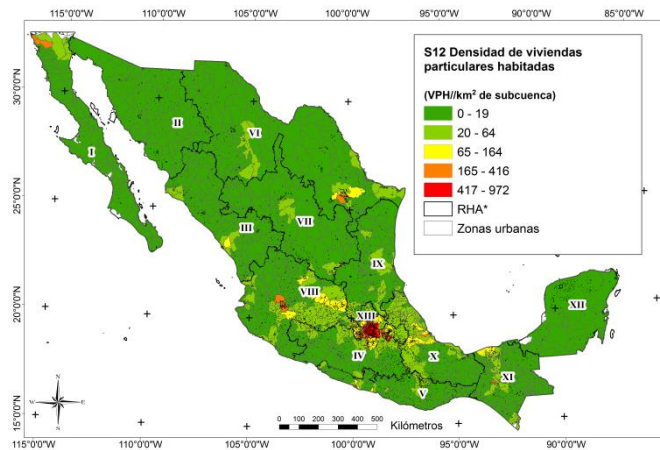 115°0'0"W 110°0'0"W 105°0'0"W 100°0'0"W 95°0'0"W 90°0'0"W 85°0'0"W
30°0'0"N
25°0'0"N
20°0'0"N
15°0'0"N
S12 Densidad de viviendas
particulares habitadas
(VPH//km² de subcuenca)
0 - 19
20 - 64
65 - 164
165 - 416
417 - 972
RHA*
Zonas urbanas
I
II
VI
III
VII
IX
VIII
XIII
IV
X
V
XI
XII
N
W
E
S
0 100 200 300 400 500
Kilómetros
115°0'0"W 110°0'0"W 105°0'0"W 100°0'0"W 95°0'0"W 90°0'0"W